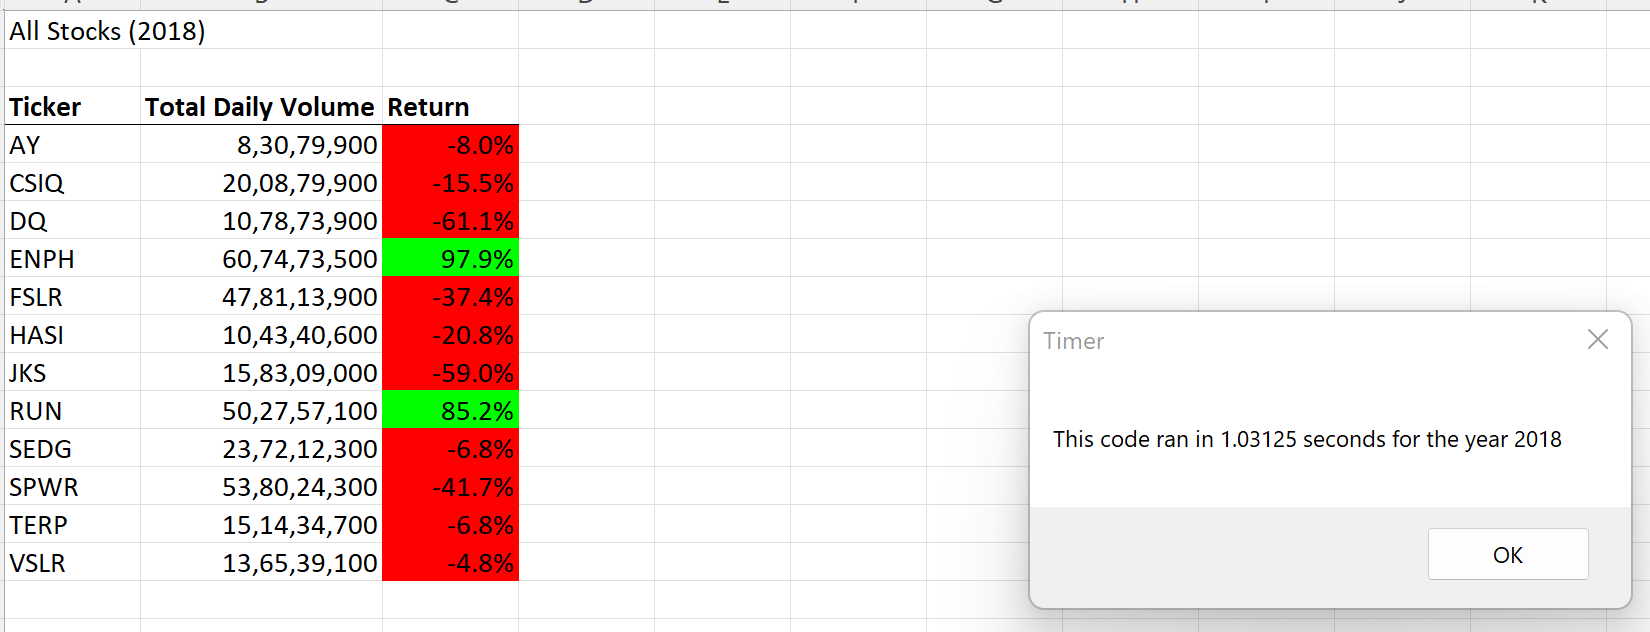 All Stocks (2018)
Ticker Total Daily Volume Return
AY 8,30,79,900 -8.0%
CSIQ 20,08,79,900 -15.5%
DQ 10,78,73,900 -61.1%
ENPH 60,74,73,500 97.9%
FSLR 47,81,13,900 -37.4%
HASI 10,43,40,600 -20.8%
JKS 15,83,09,000 -59.0%
RUN 50,27,57,100 85.2%
SEDG 23,72,12,300 -6.8%
SPWR 53,80,24,300 -41.7%
TERP 15,14,34,700 -6.8%
VSLR 13,65,39,100 -4.8%
Timer
This code ran in 1.03125 seconds for the year 2018
OK